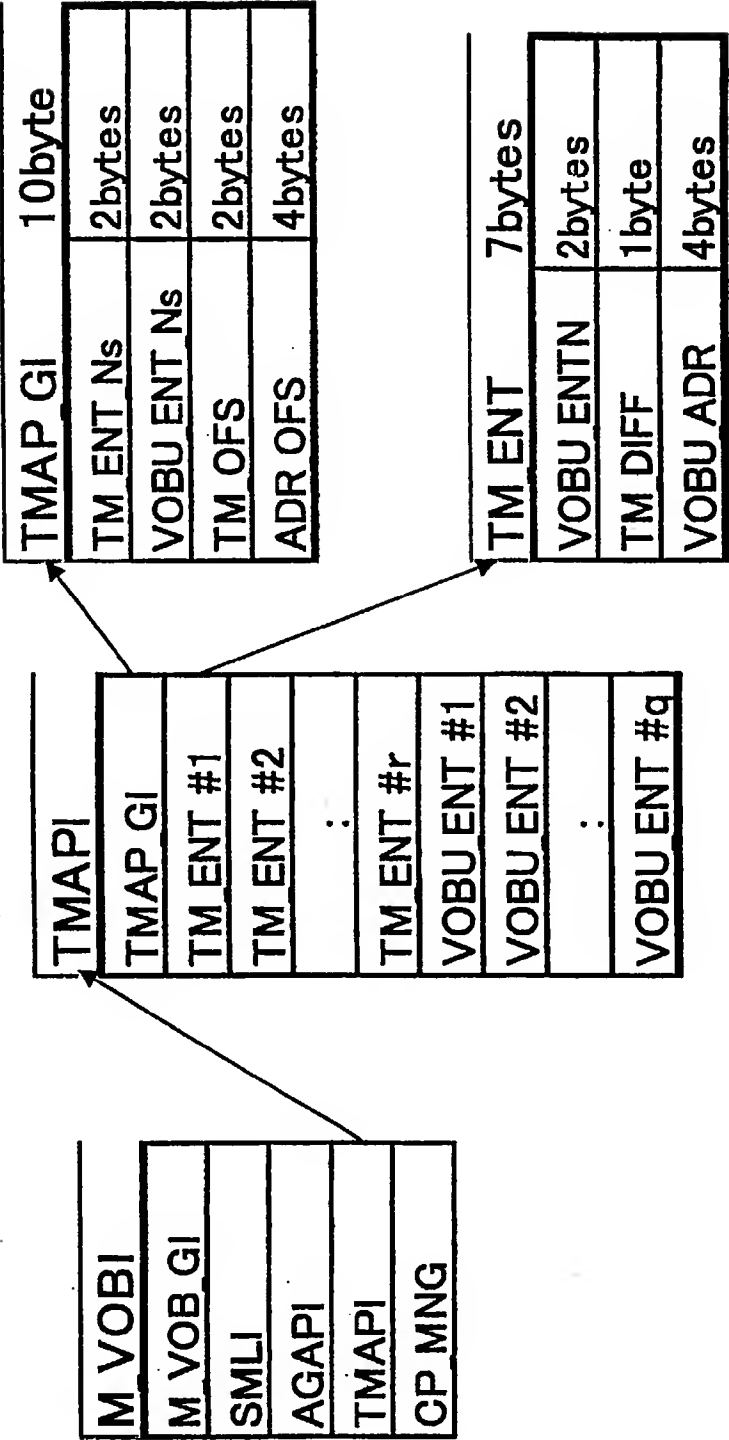 M VOBI
M VOB GI
SMLI
AGAPI
TMAPI
CP MNG
TMAPI
TMAP GI
TM ENT #1
TM ENT #2
:
TM ENT #r
VOBU ENT #1
VOBU ENT #2
:
VOBU ENT #q
TMAP GI 10byte
TM ENT Ns 2bytes
VOBU ENT Ns 2bytes
TM OFS 2bytes
ADR OFS 4bytes
TM ENT 7bytes
VOBU ENTN 2bytes
TM DIFF 1byte
VOBU ADR 4bytes